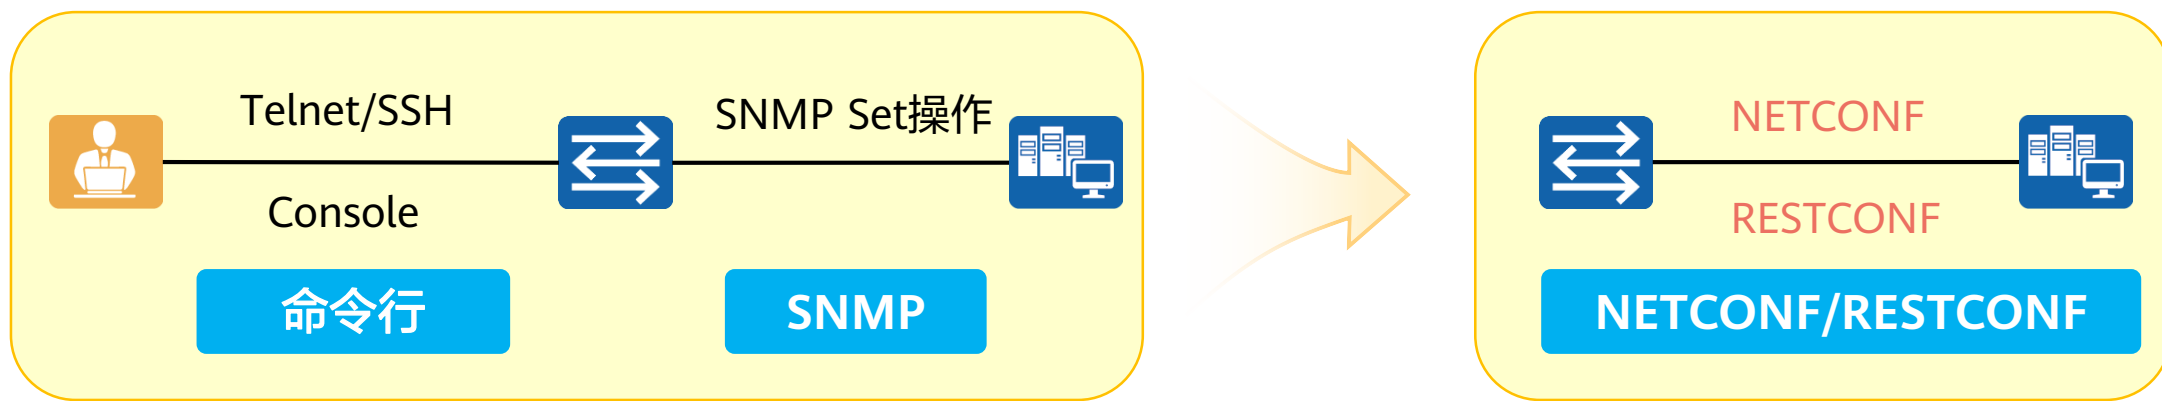 Telnet/SSH
Console
命令行
SNMP Set操作
SNMP
NETCONF
RESTCONF
NETCONF/RESTCONF